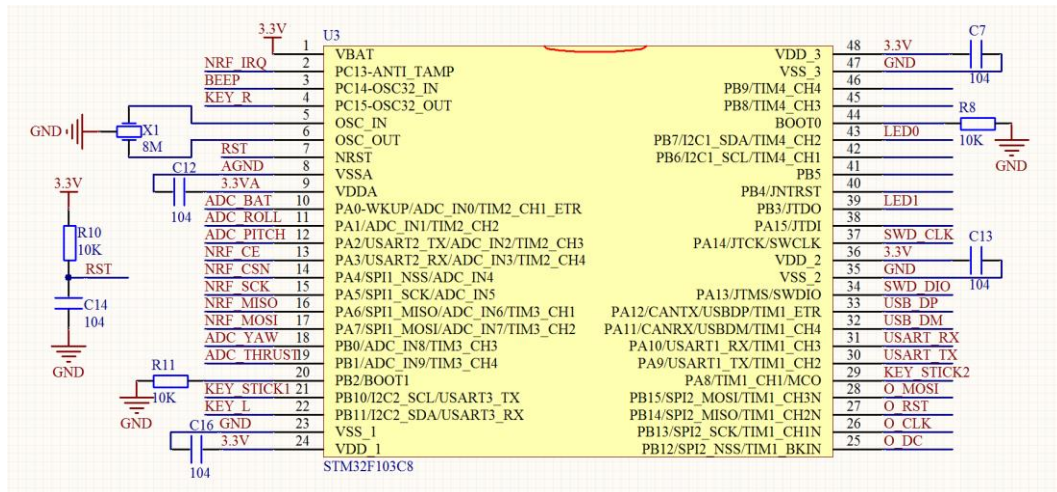 3.3V
U3
1 VBAT
NRF_IRQ 2 PC13-ANTI_TAMP
BEEP 3 PC14-OSC32_IN
KEY_R 4 PC15-OSC32_OUT
5 OSC_IN
GND X1 8M
6 OSC_OUT
RST 7 NRST
C12 104
AGND 8 VSSA
3.3VA 9 VDDA
ADC_BAT 10 PA0-WKUP/ADC_IN0/TIM2_CH1_ETR
ADC_ROLL 11 PA1/ADC_IN1/TIM2_CH2
ADC_PITCH 12 PA2/USART2_TX/ADC_IN2/TIM2_CH3
NRF_CE 13 PA3/USART2_RX/ADC_IN3/TIM2_CH4
NRF_CSN 14 PA4/SPI1_NSS/ADC_IN4
NRF_SCK 15 PA5/SPI1_SCK/ADC_IN5
NRF_MISO 16 PA6/SPI1_MISO/ADC_IN6/TIM3_CH1
NRF_MOSI 17 PA7/SPI1_MOSI/ADC_IN7/TIM3_CH2
ADC_YAW 18 PB0/ADC_IN8/TIM3_CH3
ADC_THRUST 19 PB1/ADC_IN9/TIM3_CH4
20 PB2/BOOT1
KEY_STICK1 21 PB10/I2C2_SCL/USART3_TX
KEY_L 22 PB11/I2C2_SDA/USART3_RX
GND 23 VSS_1
3.3V 24 VDD_1
STM32F103C8
3.3V
R10
10K
RST
C14
104
GND
R11
10K
GND
C16
104
VDD_3 48 3.3V
VSS_3 47 GND
C7
104
PB9/TIM4_CH4 46
PB8/TIM4_CH3 45
BOOT0 44
R8
10K
GND
PB7/I2C1_SDA/TIM4_CH2 43 LED0
PB6/I2C1_SCL/TIM4_CH1 42
PB5 41
PB4/JNTRST 40
PB3/JTDO 39 LED1
PA15/JTDI 38
PA14/JTCK/SWCLK 37 SWD_CLK
VDD_2 36 3.3V
VSS_2 35 GND
C13
104
PA13/JTMS/SWDIO 34 SWD_DIO
PA12/CANTX/USBDP/TIM1_ETR 33 USB_DP
PA11/CANRX/USBDM/TIM1_CH4 32 USB_DM
PA10/USART1_RX/TIM1_CH3 31 USART_RX
PA9/USART1_TX/TIM1_CH2 30 USART_TX
PA8/TIM1_CH1/MCO 29 KEY_STICK2
PB15/SPI2_MOSI/TIM1_CH3N 28 O_MOSI
PB14/SPI2_MISO/TIM1_CH2N 27 O_RST
PB13/SPI2_SCK/TIM1_CH1N 26 O_CLK
PB12/SPI2_NSS/TIM1_BKIN 25 O_DC